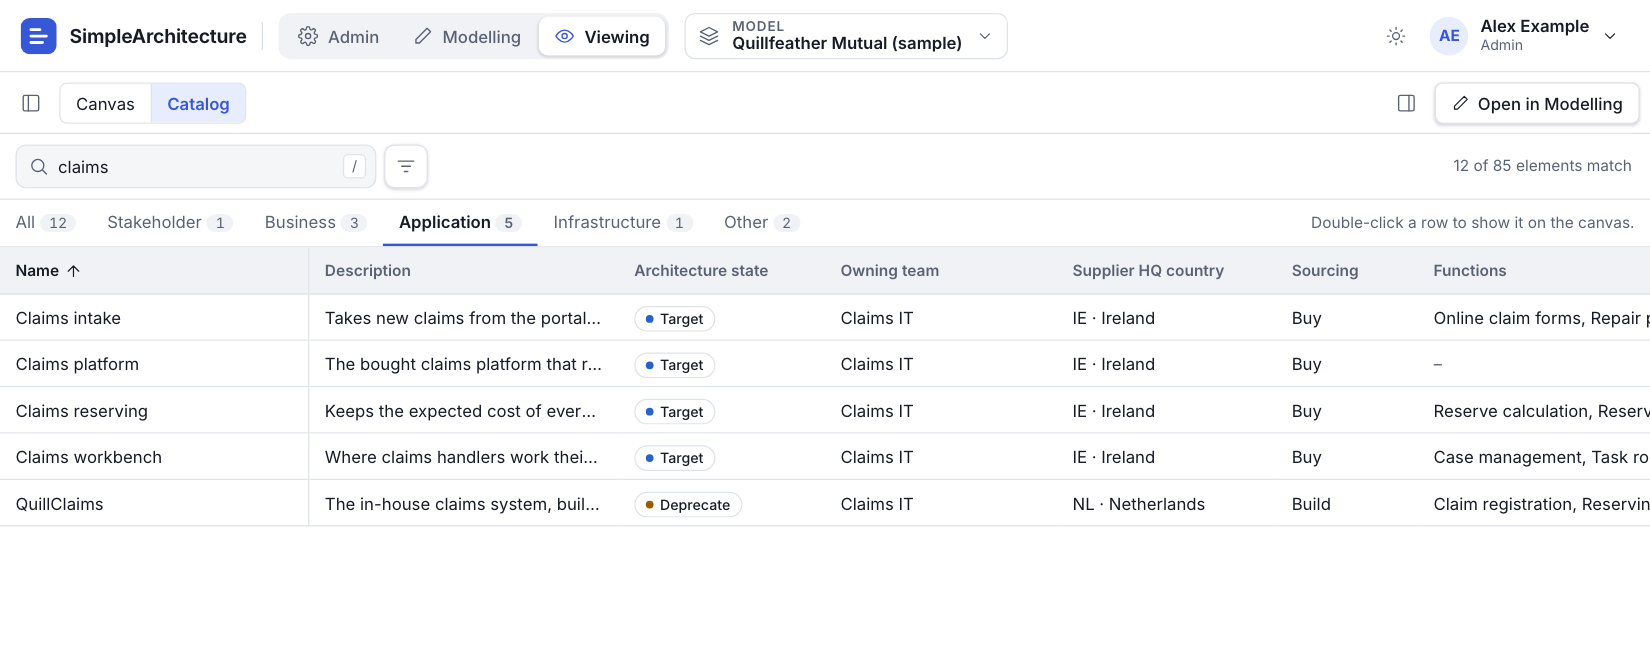 SimpleArchitecture
Admin
Modelling
Viewing
MODEL
Quillfeather Mutual (sample)
AE
Alex Example
Admin
Canvas
Catalog
Open in Modelling
claims
/
12 of 85 elements match
All 12
Stakeholder 1
Business 3
Application 5
Infrastructure 1
Other 2
Double-click a row to show it on the canvas.
Name ↑ Description Architecture state Owning team Supplier HQ country Sourcing Functions
Claims intake Takes new claims from the portal... Target Claims IT IE · Ireland Buy Online claim forms, Repair
Claims platform The bought claims platform that r... Target Claims IT IE · Ireland Buy –
Claims reserving Keeps the expected cost of ever... Target Claims IT IE · Ireland Buy Reserve calculation, Reserv
Claims workbench Where claims handlers work thei... Target Claims IT IE · Ireland Buy Case management, Task ro
QuillClaims The in-house claims system, buil... Deprecate Claims IT NL · Netherlands Build Claim registration, Reservin